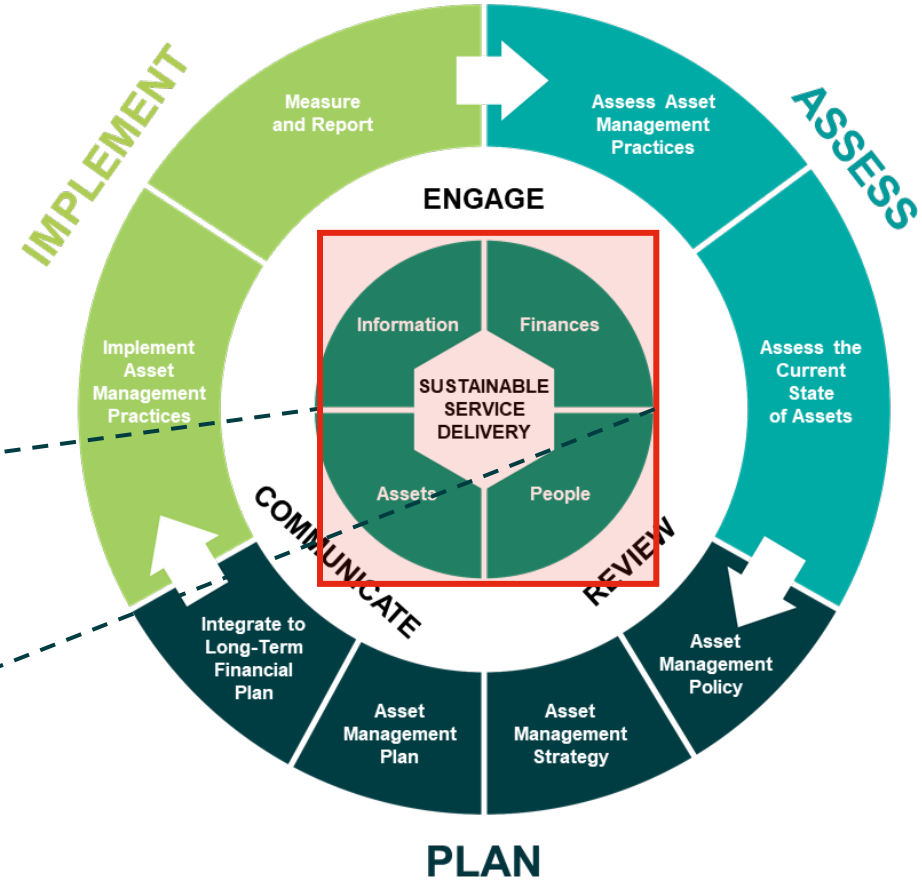 IMPLEMENT
ASSESS
Measure
and Report
Assess Asset
Management
Practices
ENGAGE
Information
Finances
Implement
Asset
Management
Practices
SUSTAINABLE
SERVICE
DELIVERY
Assess the
Current
State
of Assets
Assets
People
COMMUNICATE
REVIEW
Integrate to
Long-Term
Financial
Plan
Asset
Management
Plan
Asset
Management
Strategy
Asset
Management
Policy
PLAN